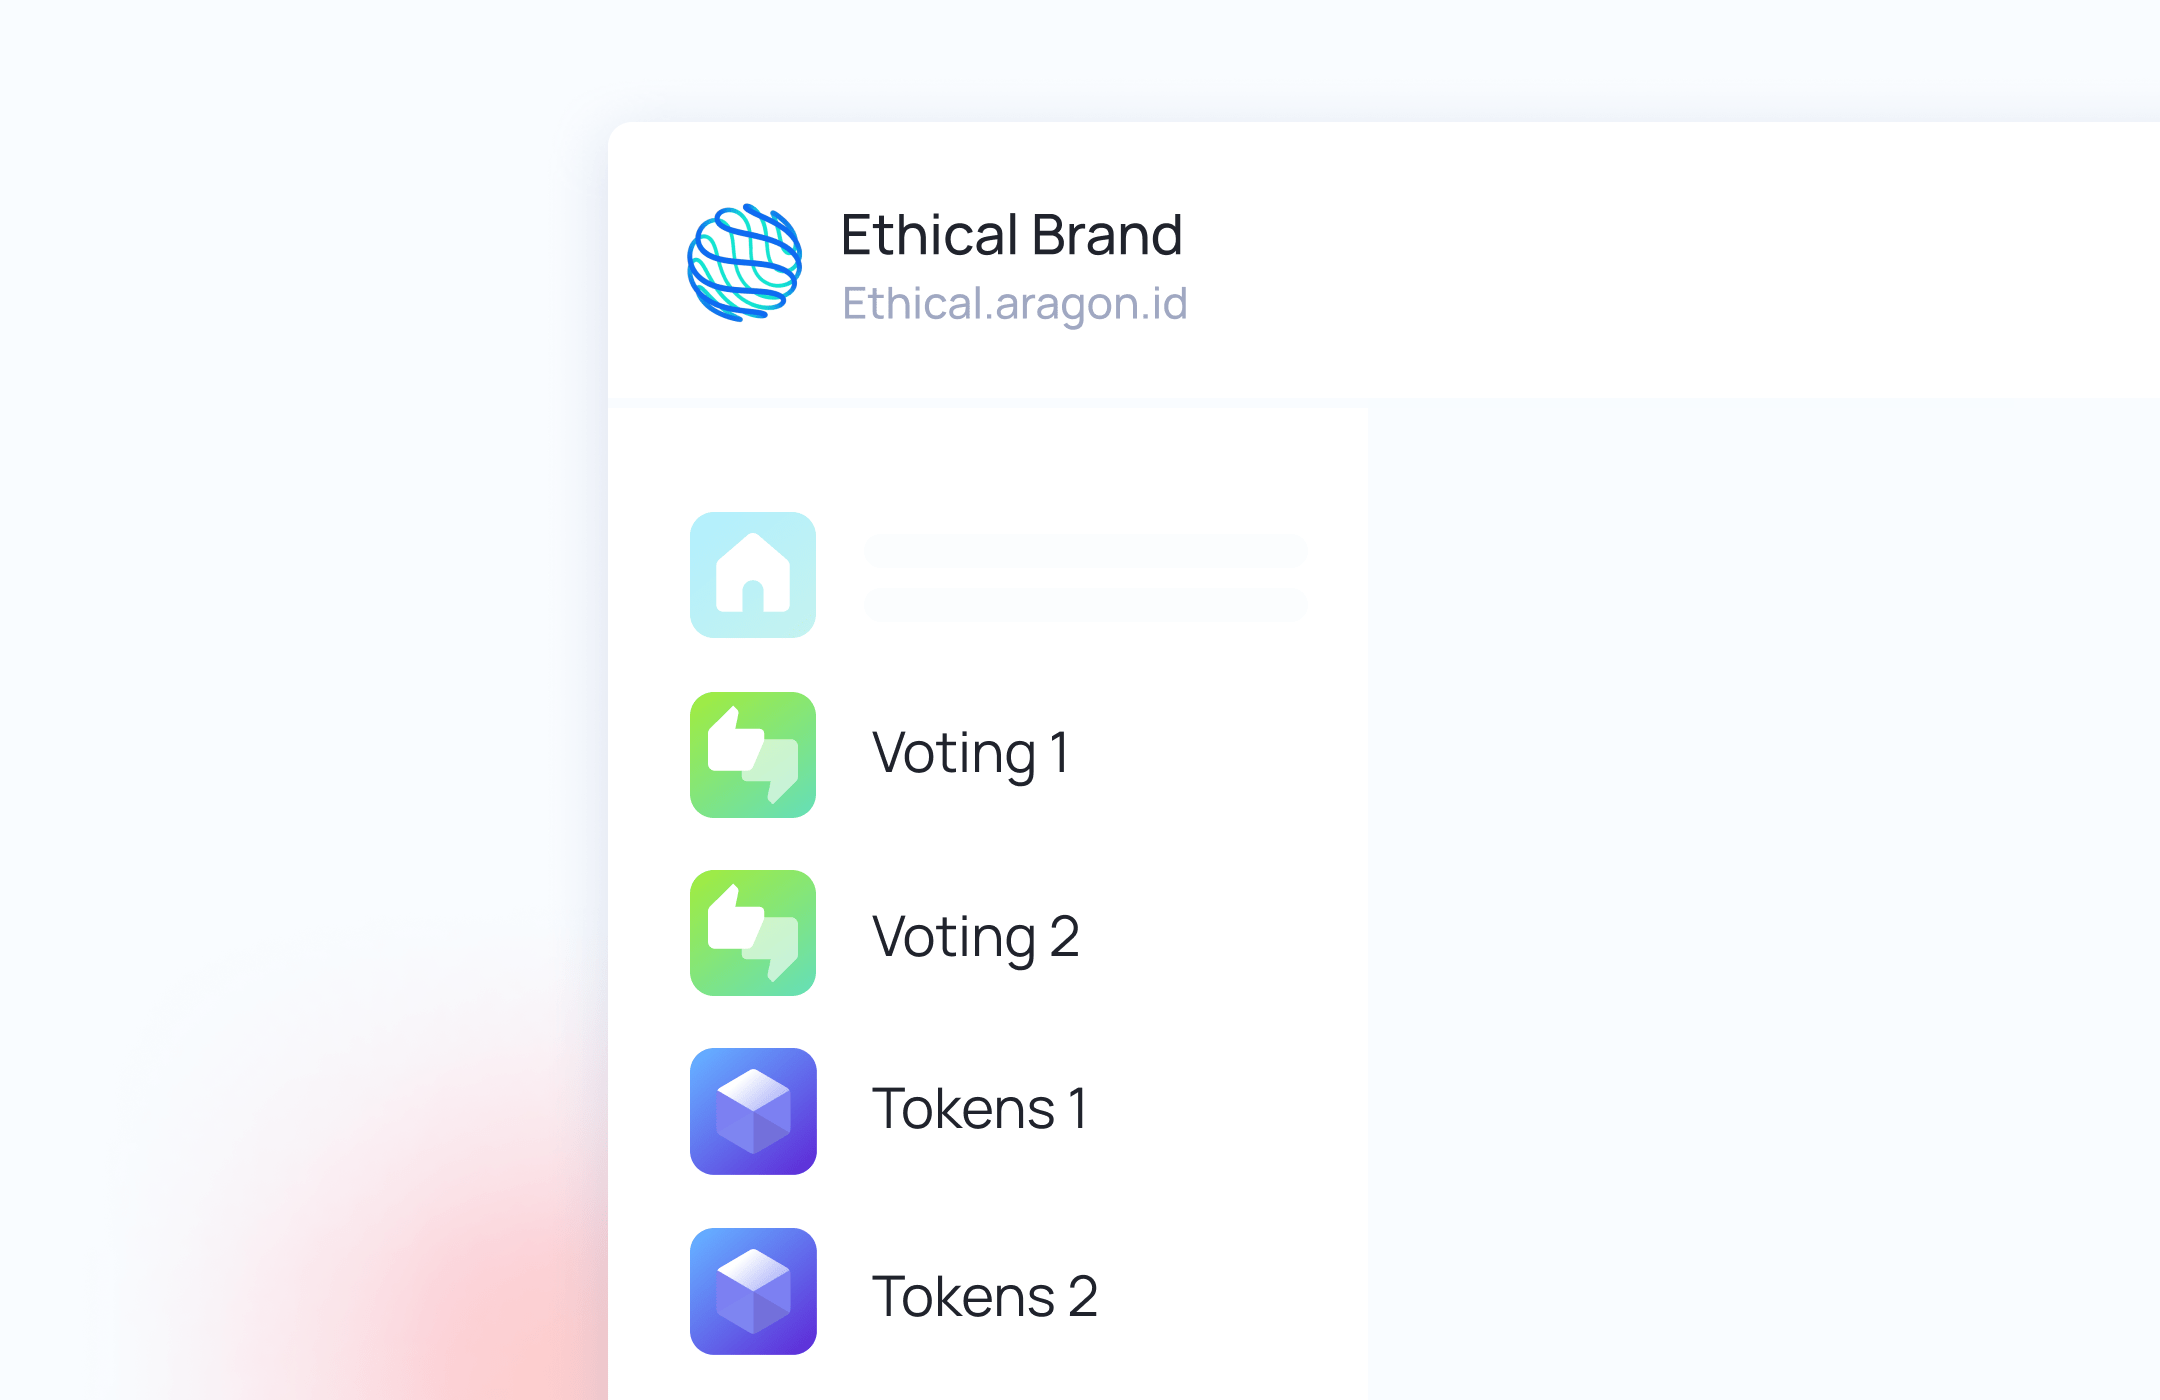 Ethical Brand
Ethical.aragon.id
Voting 1
Voting 2
Tokens 1
Tokens 2